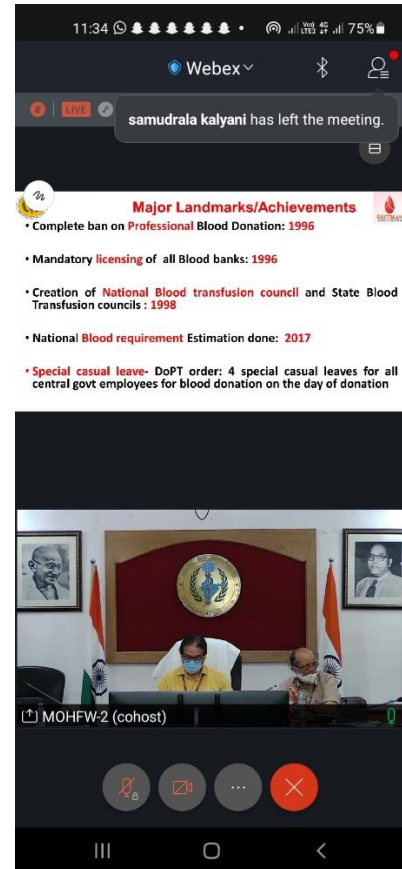 11:34
Vo)) 4G
LTE2
75%
Webex
LIVE
samudrala kalyani has left the meeting.
Major Landmarks/Achievements
• Complete ban on Professional Blood Donation: 1996
• Mandatory licensing of all Blood banks: 1996
• Creation of National Blood transfusion council and State Blood
Transfusion councils : 1998
• National Blood requirement Estimation done: 2017
• Special casual leave- DoPT order: 4 special casual leaves for all
central govt employees for blood donation on the day of donation
MOHFW-2 (cohost)